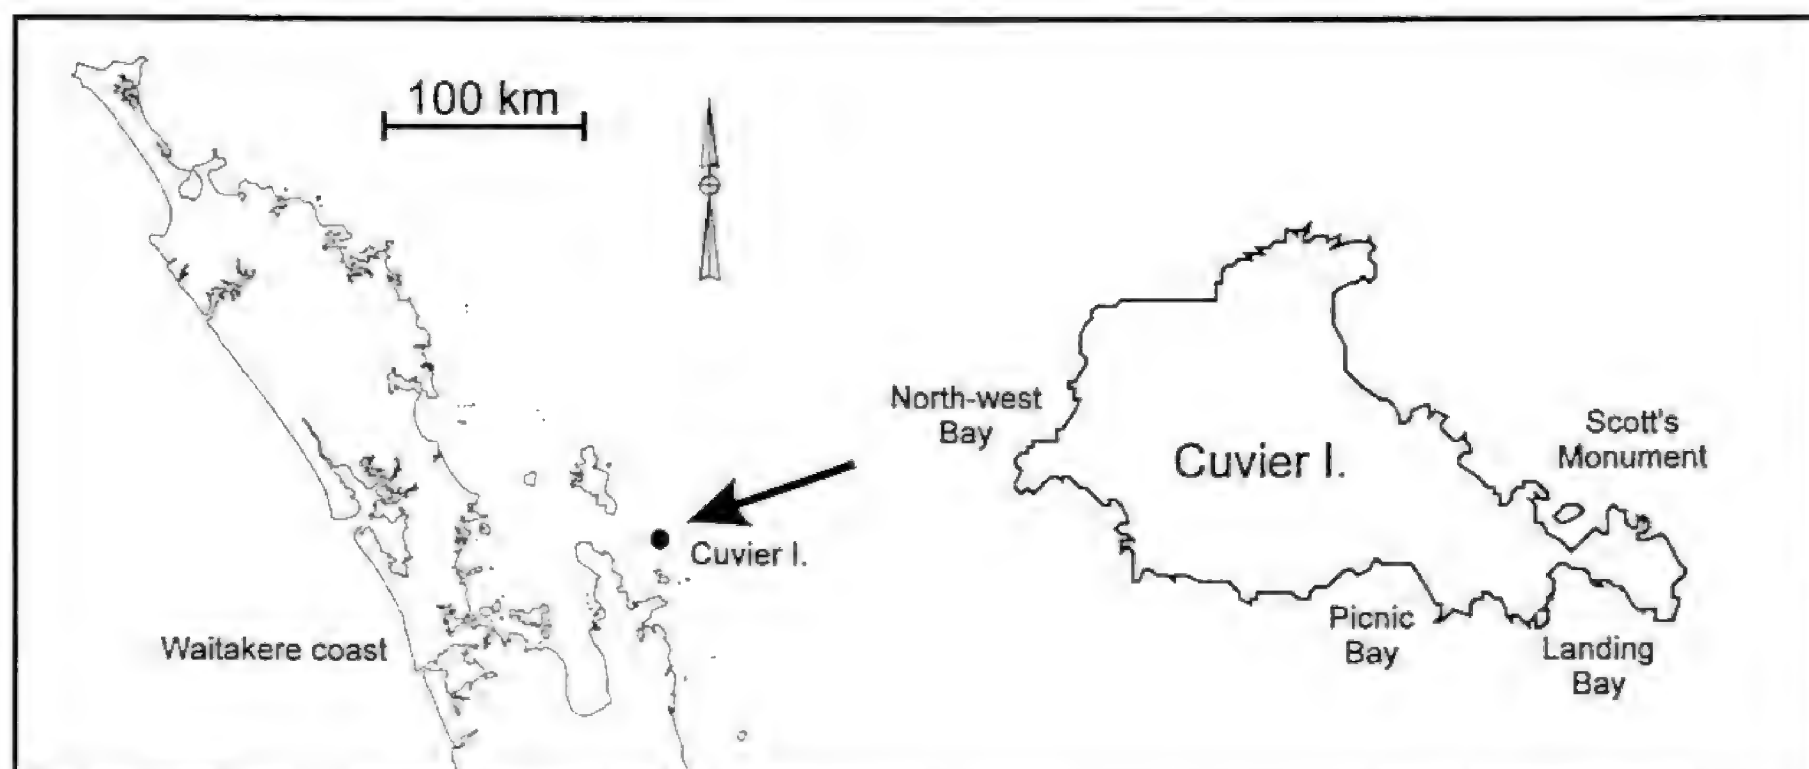 100 km
Cuvier I.
Waitakere coast
North-west
Bay
Cuvier I.
Scott's
Monument
Picnic
Bay
Landing
Bay